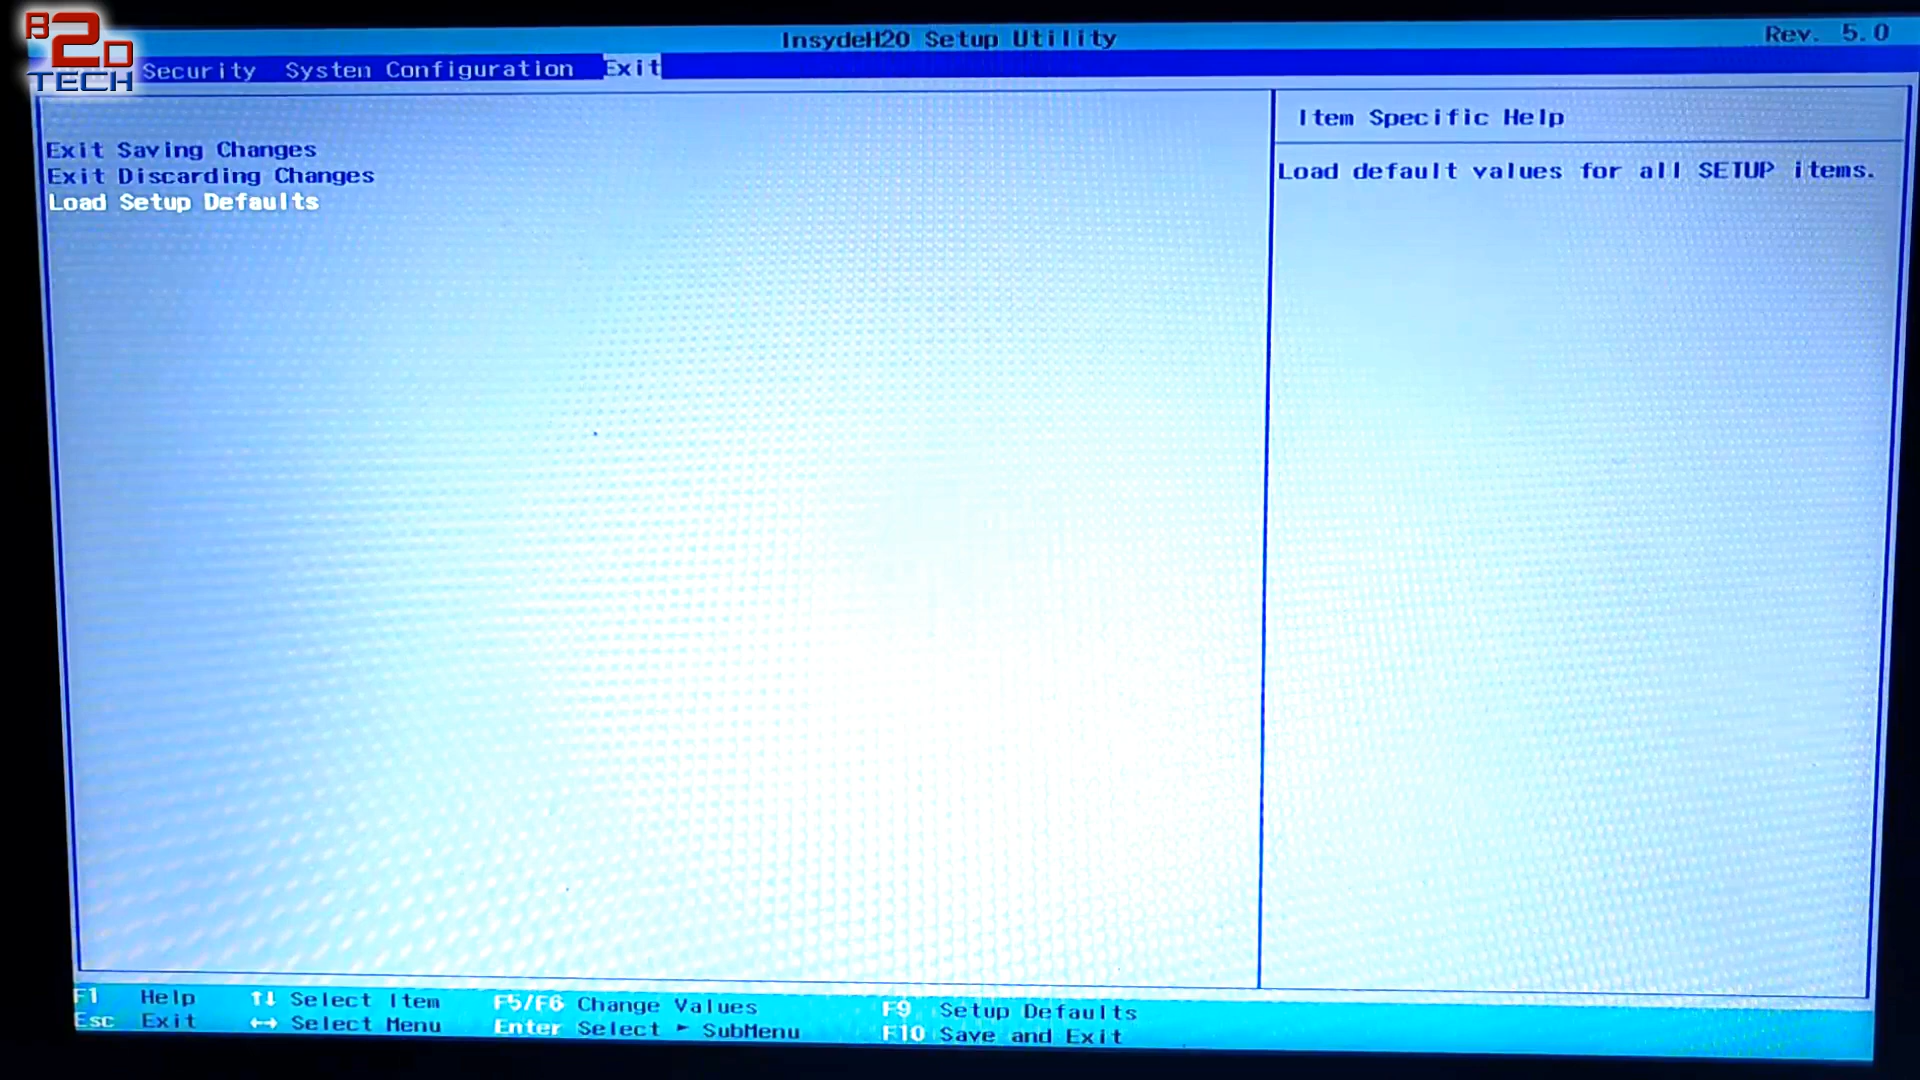 B2D
TECH
InsydeH20 Setup Utility
Rev. 5.0
Security System Configuration Exit
Exit Saving Changes
Exit Discarding Changes
Load Setup Defaults
Item Specific Help
Load default values for all SETUP items.
F1 Help ↑↓ Select Item F5/F6 Change Values F9 Setup Defaults
Esc Exit ↔ Select Menu Enter Select ► SubMenu F10 Save and Exit